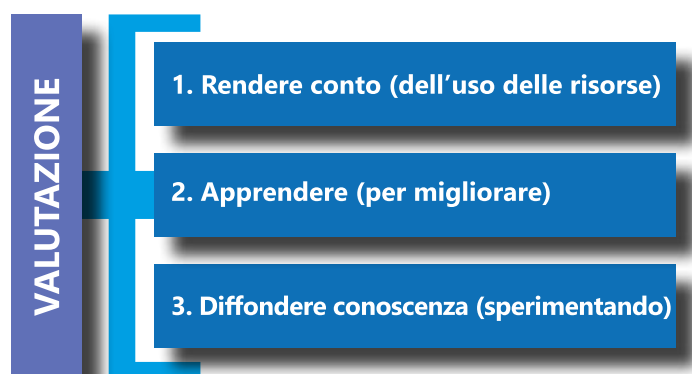 VALUTAZIONE
1. Rendere conto (dell’uso delle risorse)
2. Apprendere (per migliorare)
3. Diffondere conoscenza (sperimentando)